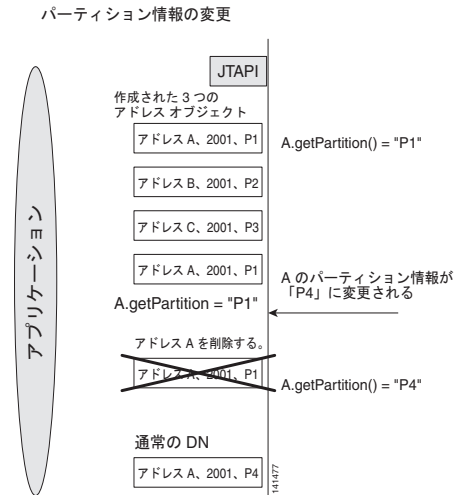 パーティション情報の変更
JTAPI
作成された 3 つの
アドレス オブジェクト
アドレス A、2001、P1
A.getPartition() = "P1"
アドレス B、2001、P2
アドレス C、2001、P3
アドレス A、2001、P1
A のパーティション情報が
「P4」に変更される
A.getPartition = "P1"
アドレス A を削除する。
アドレス A、2001、P1
A.getPartition() = "P4"
通常の DN
アドレス A、2001、P4
アプリケーション
141477